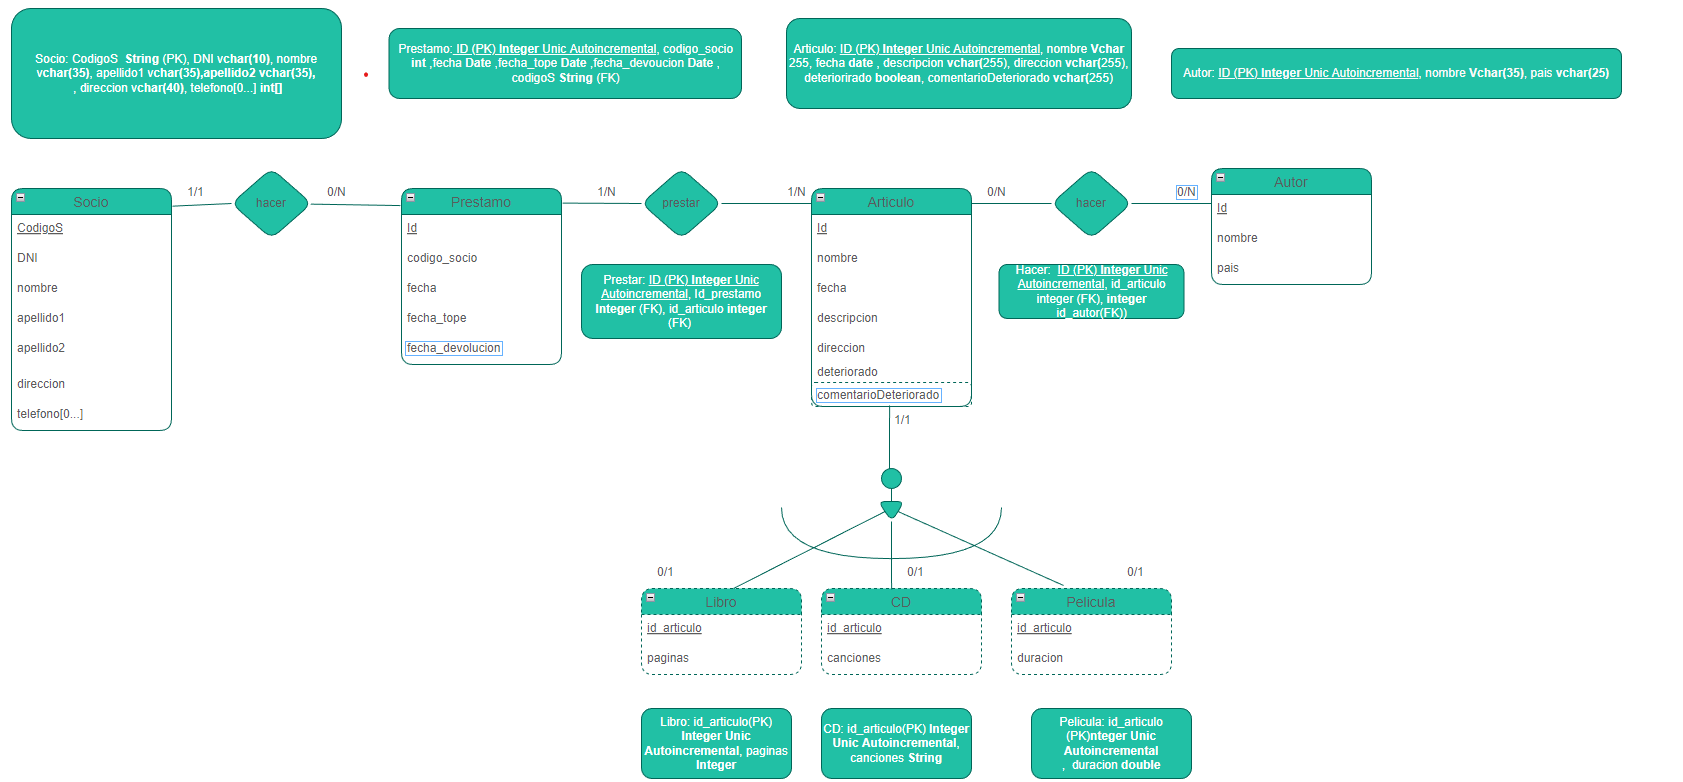 Socio: CodigoS  String (PK), DNI vchar(10), nombre
vchar(35), apellido1 vchar(35),apellido2 vchar(35),
, direccion vchar(40), telefono[0...] int[]
Prestamo: ID (PK) Integer Unic Autoincremental, codigo_socio
int ,fecha Date ,fecha_tope Date ,fecha_devoucion Date ,
codigoS String (FK)
Articulo: ID (PK) Integer Unic Autoincremental, nombre Vchar
255, fecha date , descripcion vchar(255), direccion vchar(255),
deteriorirado boolean, comentarioDeteriorado vchar(255)
Autor: ID (PK) Integer Unic Autoincremental, nombre Vchar(35), pais vchar(25)
Socio
CodigoS
DNI
nombre
apellido1
apellido2
direccion
telefono[0...]
1/1
hacer
0/N
Prestamo
Id
codigo_socio
fecha
fecha_tope
fecha_devolucion
1/N
prestar
1/N
Prestar: ID (PK) Integer Unic
Autoincremental, Id_prestamo
Integer (FK), id_articulo integer
(FK)
Articulo
Id
nombre
fecha
descripcion
direccion
deteriorado
comentarioDeteriorado
0/N
hacer
0/N
Hacer:  ID (PK) Integer Unic
Autoincremental, id_articulo
integer (FK), integer
id_autor(FK))
Autor
Id
nombre
pais
1/1
0/1
0/1
0/1
Libro
id_articulo
paginas
CD
id_articulo
canciones
Pelicula
id_articulo
duracion
Libro: id_articulo(PK)
Integer Unic
Autoincremental, paginas
Integer
CD: id_articulo(PK) Integer
Unic Autoincremental,
canciones String
Pelicula: id_articulo
(PK)nteger Unic
Autoincremental
,  duracion double